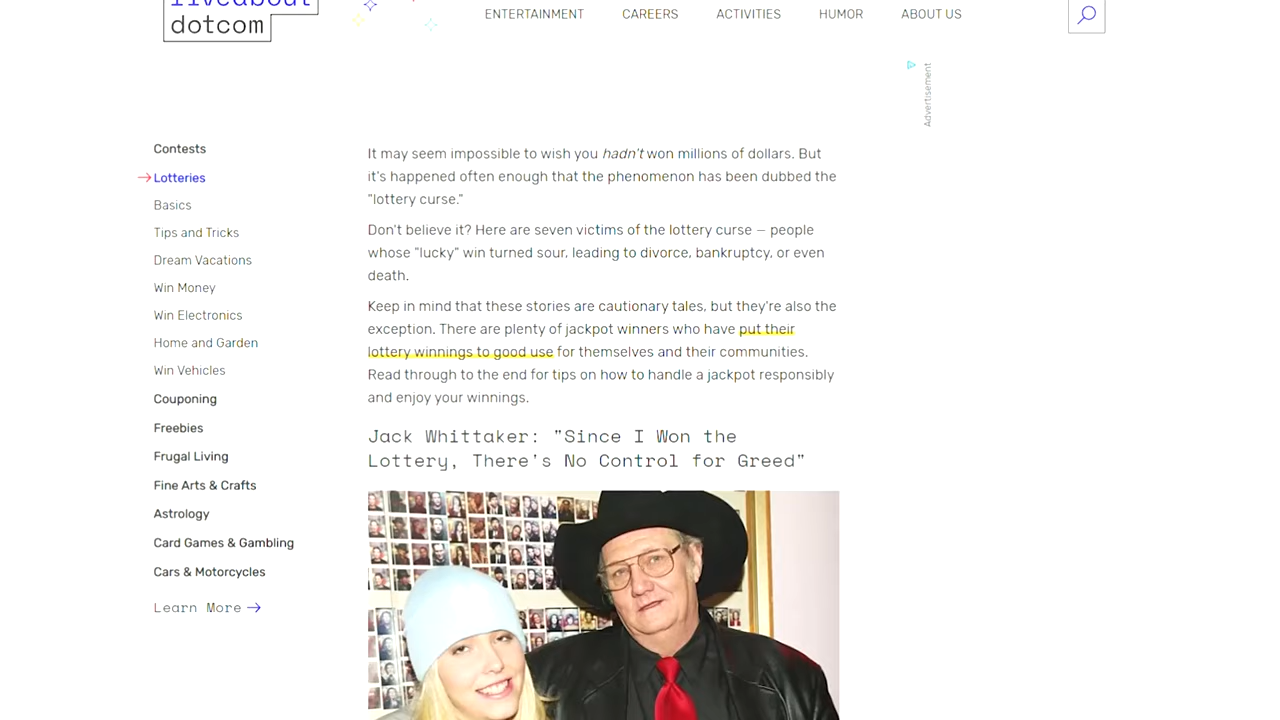 liveabout
dotcom
ENTERTAINMENT CAREERS ACTIVITIES HUMOR ABOUT US
Advertisement
Contests
Lotteries
Basics
Tips and Tricks
Dream Vacations
Win Money
Win Electronics
Home and Garden
Win Vehicles
Couponing
Freebies
Frugal Living
Fine Arts & Crafts
Astrology
Card Games & Gambling
Cars & Motorcycles
Learn More
It may seem impossible to wish you hadn't won millions of dollars. But
it's happened often enough that the phenomenon has been dubbed the
"lottery curse."
Don't believe it? Here are seven victims of the lottery curse — people
whose "lucky" win turned sour, leading to divorce, bankruptcy, or even
death.
Keep in mind that these stories are cautionary tales, but they're also the
exception. There are plenty of jackpot winners who have put their
lottery winnings to good use for themselves and their communities.
Read through to the end for tips on how to handle a jackpot responsibly
and enjoy your winnings.
Jack Whittaker: "Since I Won the
Lottery, There's No Control for Greed"